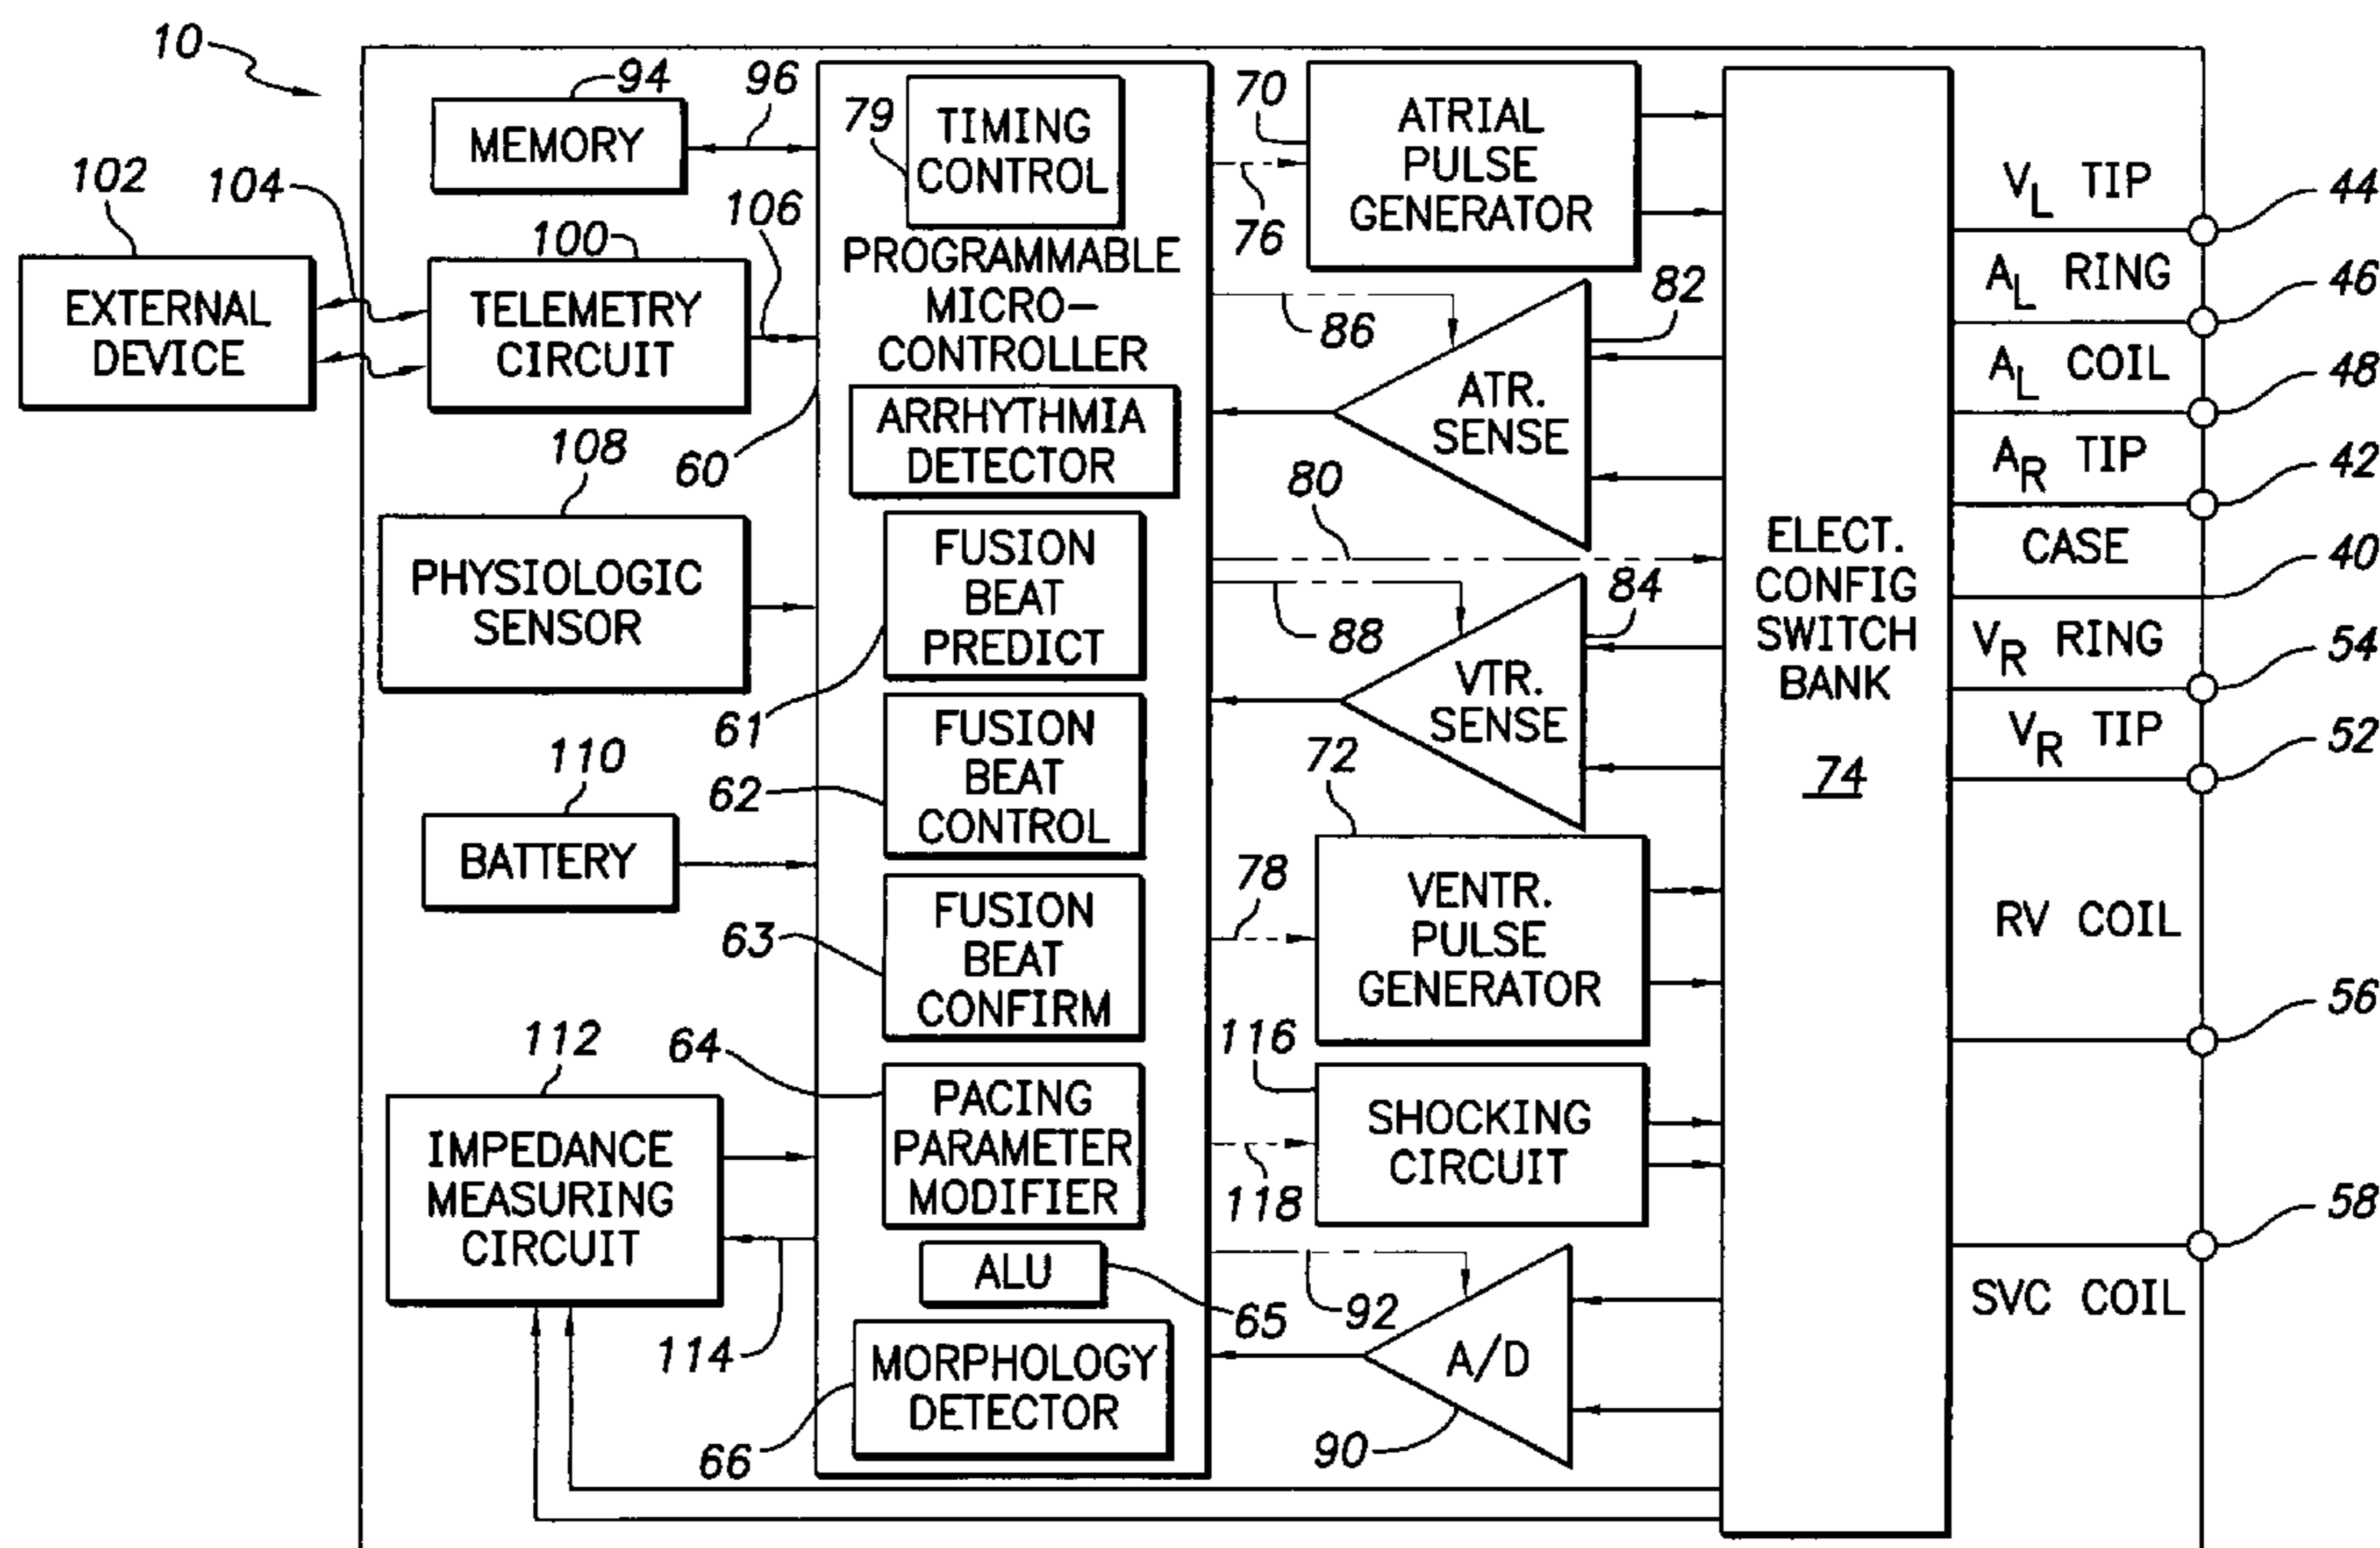 10
94
96
MEMORY
102
104
100
106
EXTERNAL
DEVICE
TELEMETRY
CIRCUIT
108
60
PHYSIOLOGIC
SENSOR
110
BATTERY
112
IMPEDANCE
MEASURING
CIRCUIT
114
79
TIMING
CONTROL
PROGRAMMABLE
MICRO-
CONTROLLER
ARRHYTHMIA
DETECTOR
FUSION
BEAT
PREDICT
61
FUSION
BEAT
CONTROL
62
FUSION
BEAT
CONFIRM
63
64
PACING
PARAMETER
MODIFIER
ALU
65
MORPHOLOGY
DETECTOR
66
70
76
ATRIAL
PULSE
GENERATOR
82
86
ATR.
SENSE
80
84
88
VTR.
SENSE
72
78
VENTR.
PULSE
GENERATOR
116
118
SHOCKING
CIRCUIT
92
A/D
90
ELECT.
CONFIG
SWITCH
BANK
74
VL TIP
44
AL RING
46
AL COIL
48
AR TIP
42
CASE
40
VR RING
54
VR TIP
52
RV COIL
56
58
SVC COIL